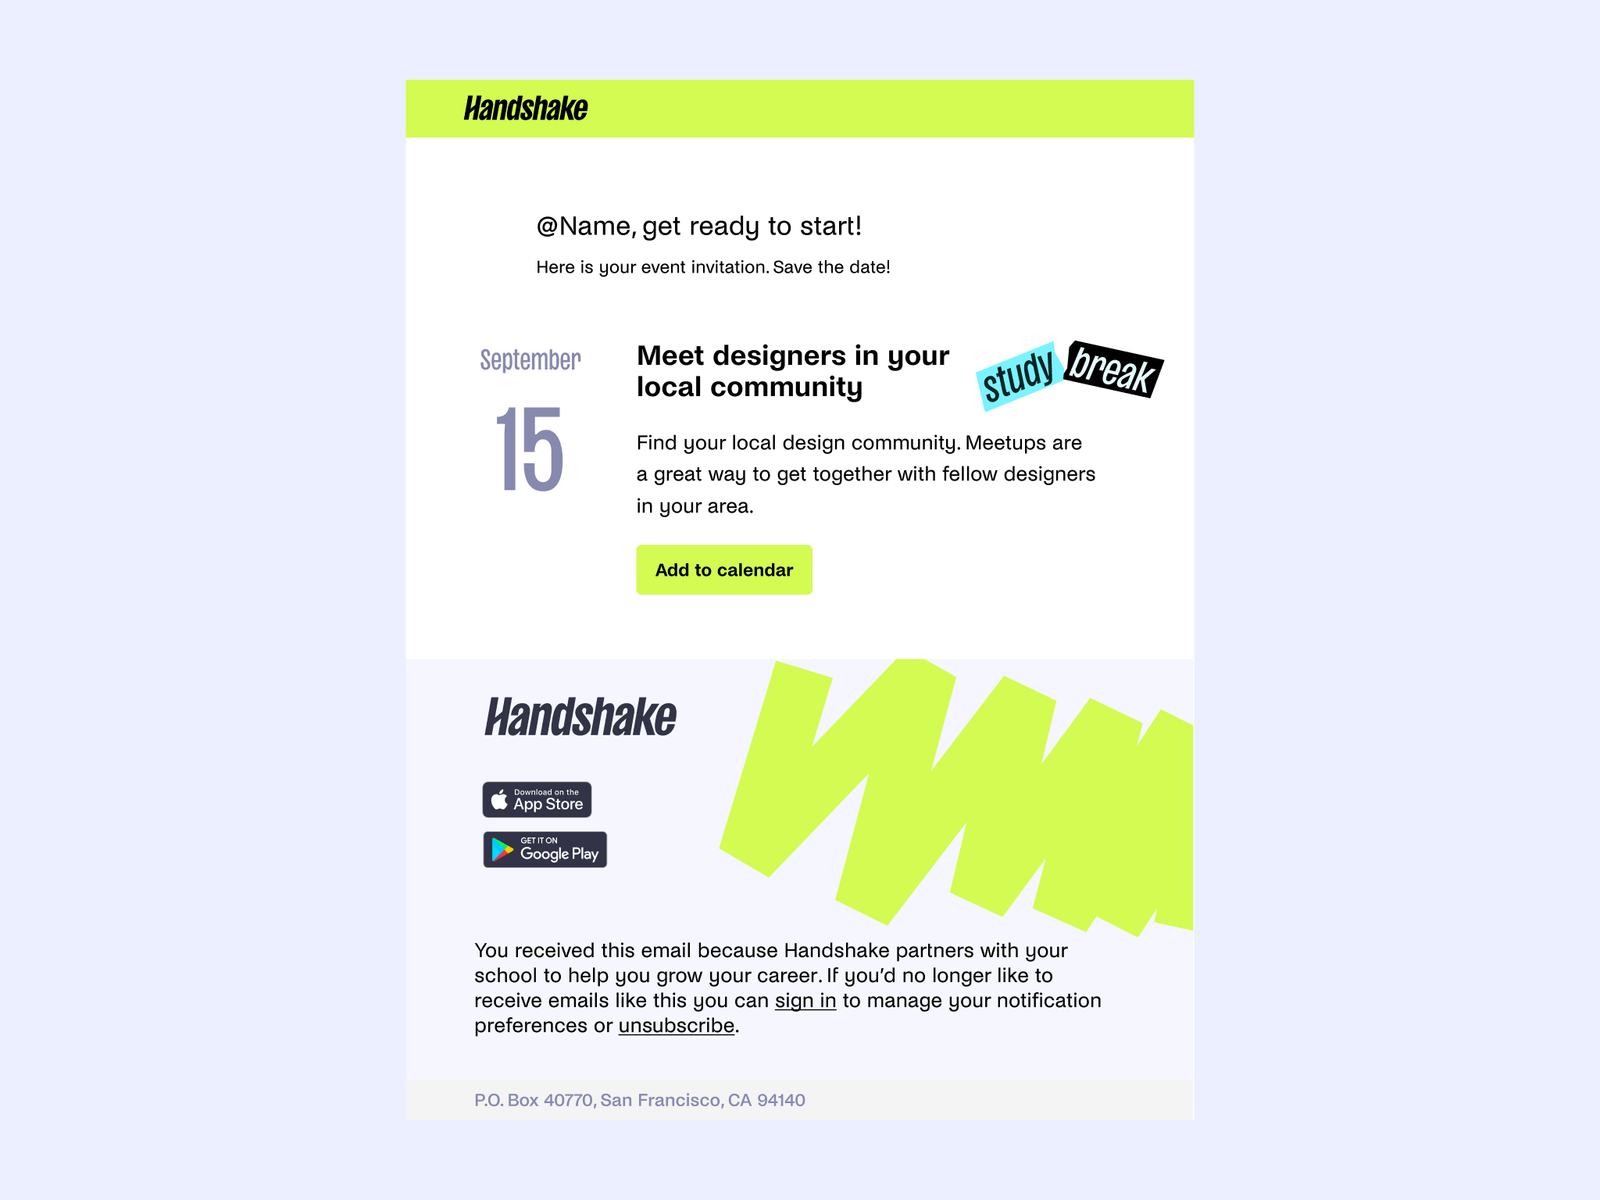 Handshake
@Name, get ready to start!
Here is your event invitation. Save the date!
September
15
Meet designers in your
local community
study break
Find your local design community. Meetups are
a great way to get together with fellow designers
in your area.
Add to calendar
Handshake
Download on the
App Store
GET IT ON
Google Play
You received this email because Handshake partners with your
school to help you grow your career. If you’d no longer like to
receive emails like this you can sign in to manage your notification
preferences or unsubscribe.
P.O. Box 40770, San Francisco, CA 94140